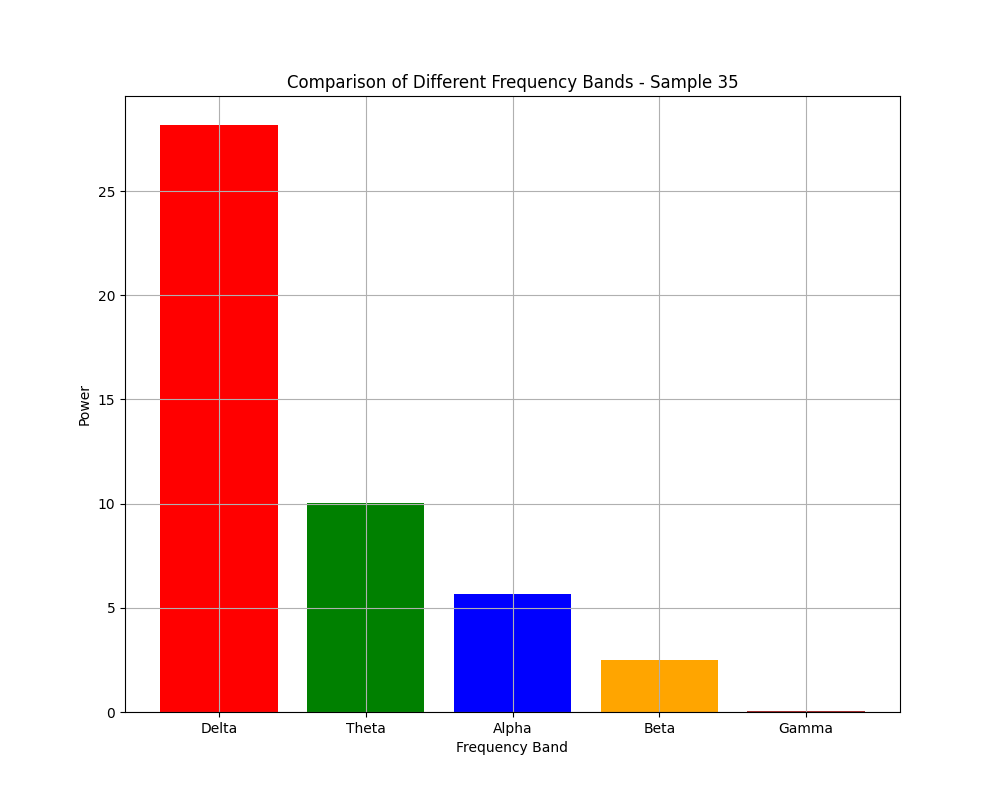 Comparison of Different Frequency Bands - Sample 35
Power
25
20
15
10
5
0
Delta Theta Alpha Beta Gamma
Frequency Band